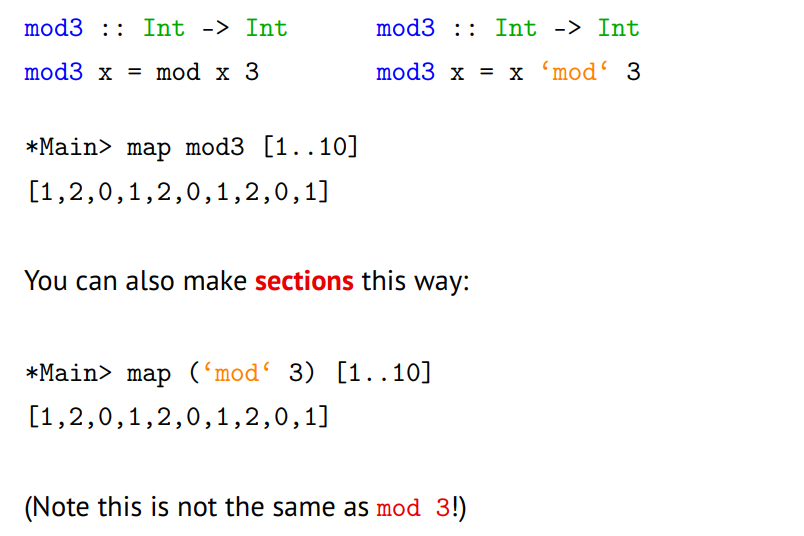 mod3 :: Int -> Int mod3 :: Int -> Int
mod3 x = mod x 3 mod3 x = x ‘mod‘ 3
*Main> map mod3 [1..10]
[1,2,0,1,2,0,1,2,0,1]
You can also make sections this way:
*Main> map (‘mod‘ 3) [1..10]
[1,2,0,1,2,0,1,2,0,1]
(Note this is not the same as mod 3!)